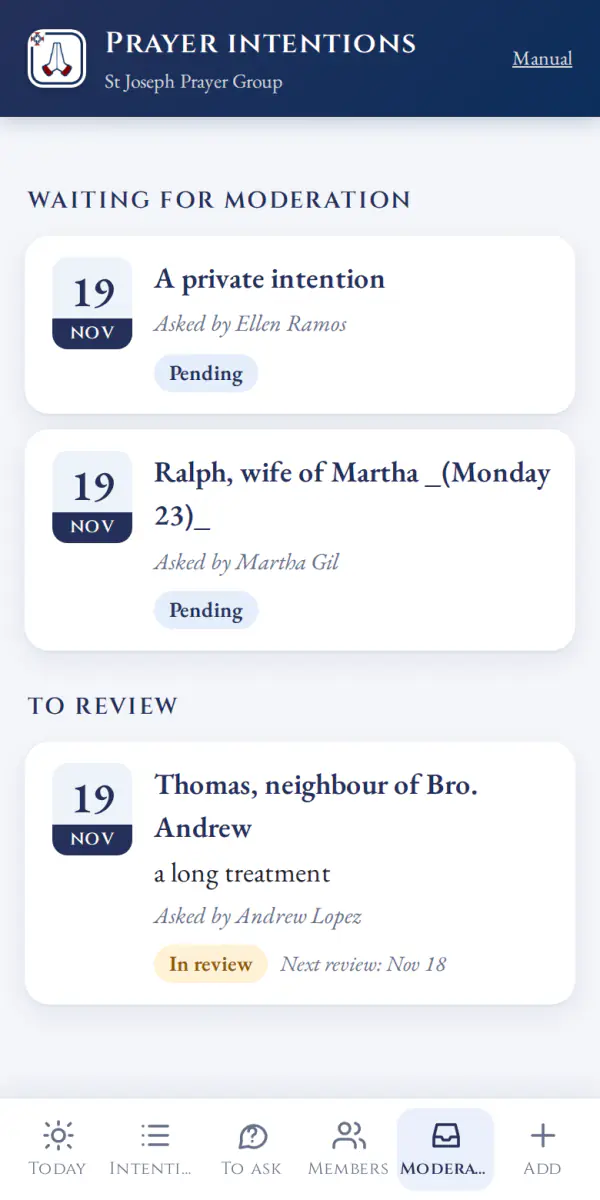 Prayer intentions
St Joseph Prayer Group
Manual
Waiting for moderation
19
NOV
A private intention
Asked by Ellen Ramos
Pending
19
NOV
Ralph, wife of Martha _(Monday
23)_
Asked by Martha Gil
Pending
To review
19
NOV
Thomas, neighbour of Bro.
Andrew
a long treatment
Asked by Andrew Lopez
In review
Next review: Nov 18
Today
Intenti…
To ask
Members
Modera…
Add